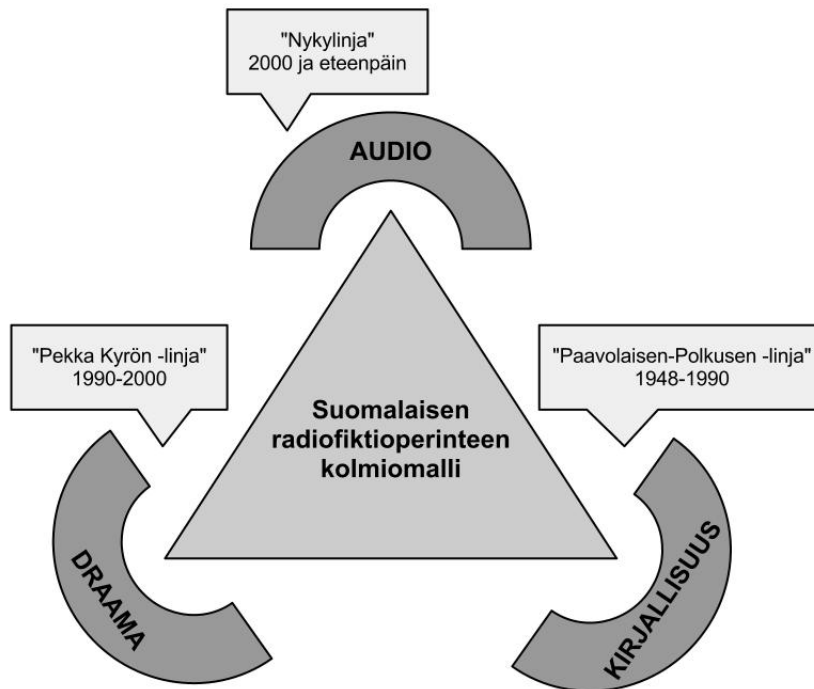 "Nykylinja"
2000 ja eteenpäin
AUDIO
"Pekka Kyrön -linja"
1990-2000
"Paavolaisen-Polkusen -linja"
1948-1990
Suomalaisen
radiofiktioperinteen
kolmiomalli
DRAAMA
KIRJALLISUUS